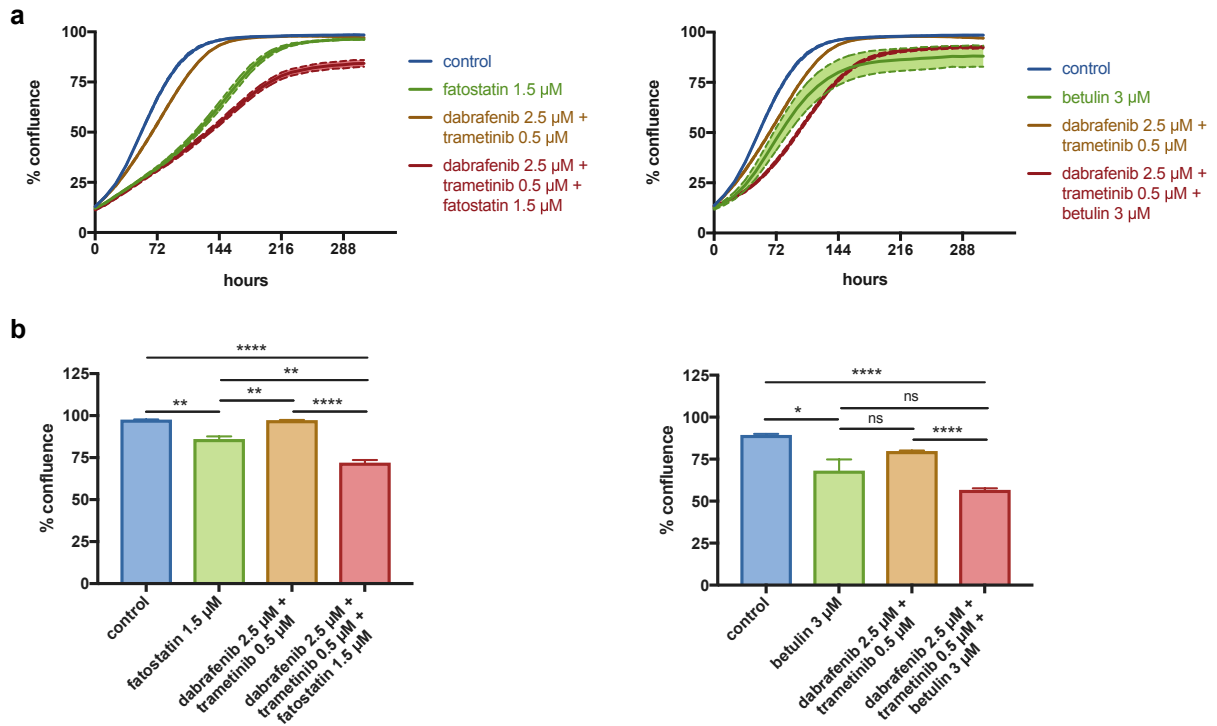 a
% confluence
100
75
50
25
0
0 72 144 216 288
hours
control
fatostatin 1.5 µM
dabrafenib 2.5 µM +
trametinib 0.5 µM
dabrafenib 2.5 µM +
trametinib 0.5 µM +
fatostatin 1.5 µM
% confluence
100
75
50
25
0
0 72 144 216 288
hours
control
betulin 3 µM
dabrafenib 2.5 µM +
trametinib 0.5 µM
dabrafenib 2.5 µM +
trametinib 0.5 µM +
betulin 3 µM
b
% confluence
125
100
75
50
25
0
****
**
** ** ****
control
fatostatin 1.5 µM
dabrafenib 2.5 µM +
trametinib 0.5 µM
dabrafenib 2.5 µM +
trametinib 0.5 µM +
fatostatin 1.5 µM
% confluence
125
100
75
50
25
0
****
ns
* ns ****
control
betulin 3 µM
dabrafenib 2.5 µM +
trametinib 0.5 µM
dabrafenib 2.5 µM +
trametinib 0.5 µM +
betulin 3 µM